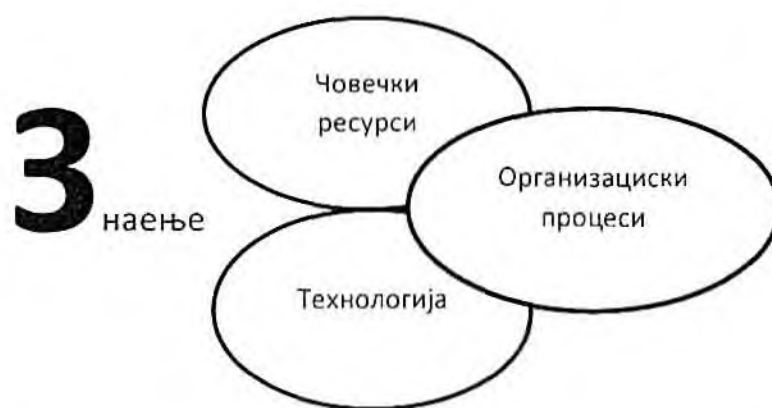 Човечки
ресурси
Знаење
Организациски
процеси
Технологија